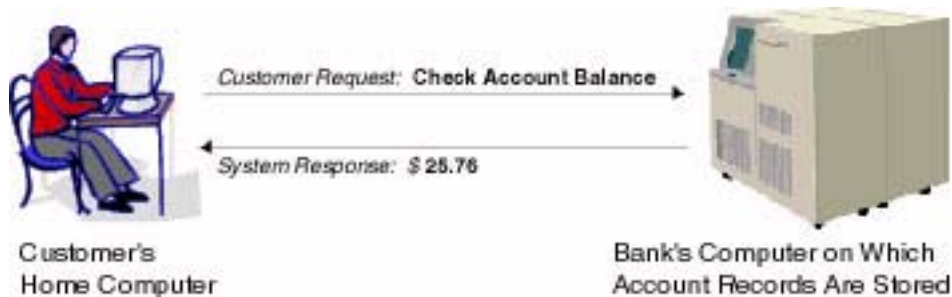 Customer Request: Check Account Balance
System Response: $ 25.76
Customer's
Home Computer
Bank's Computer on Which
Account Records Are Stored